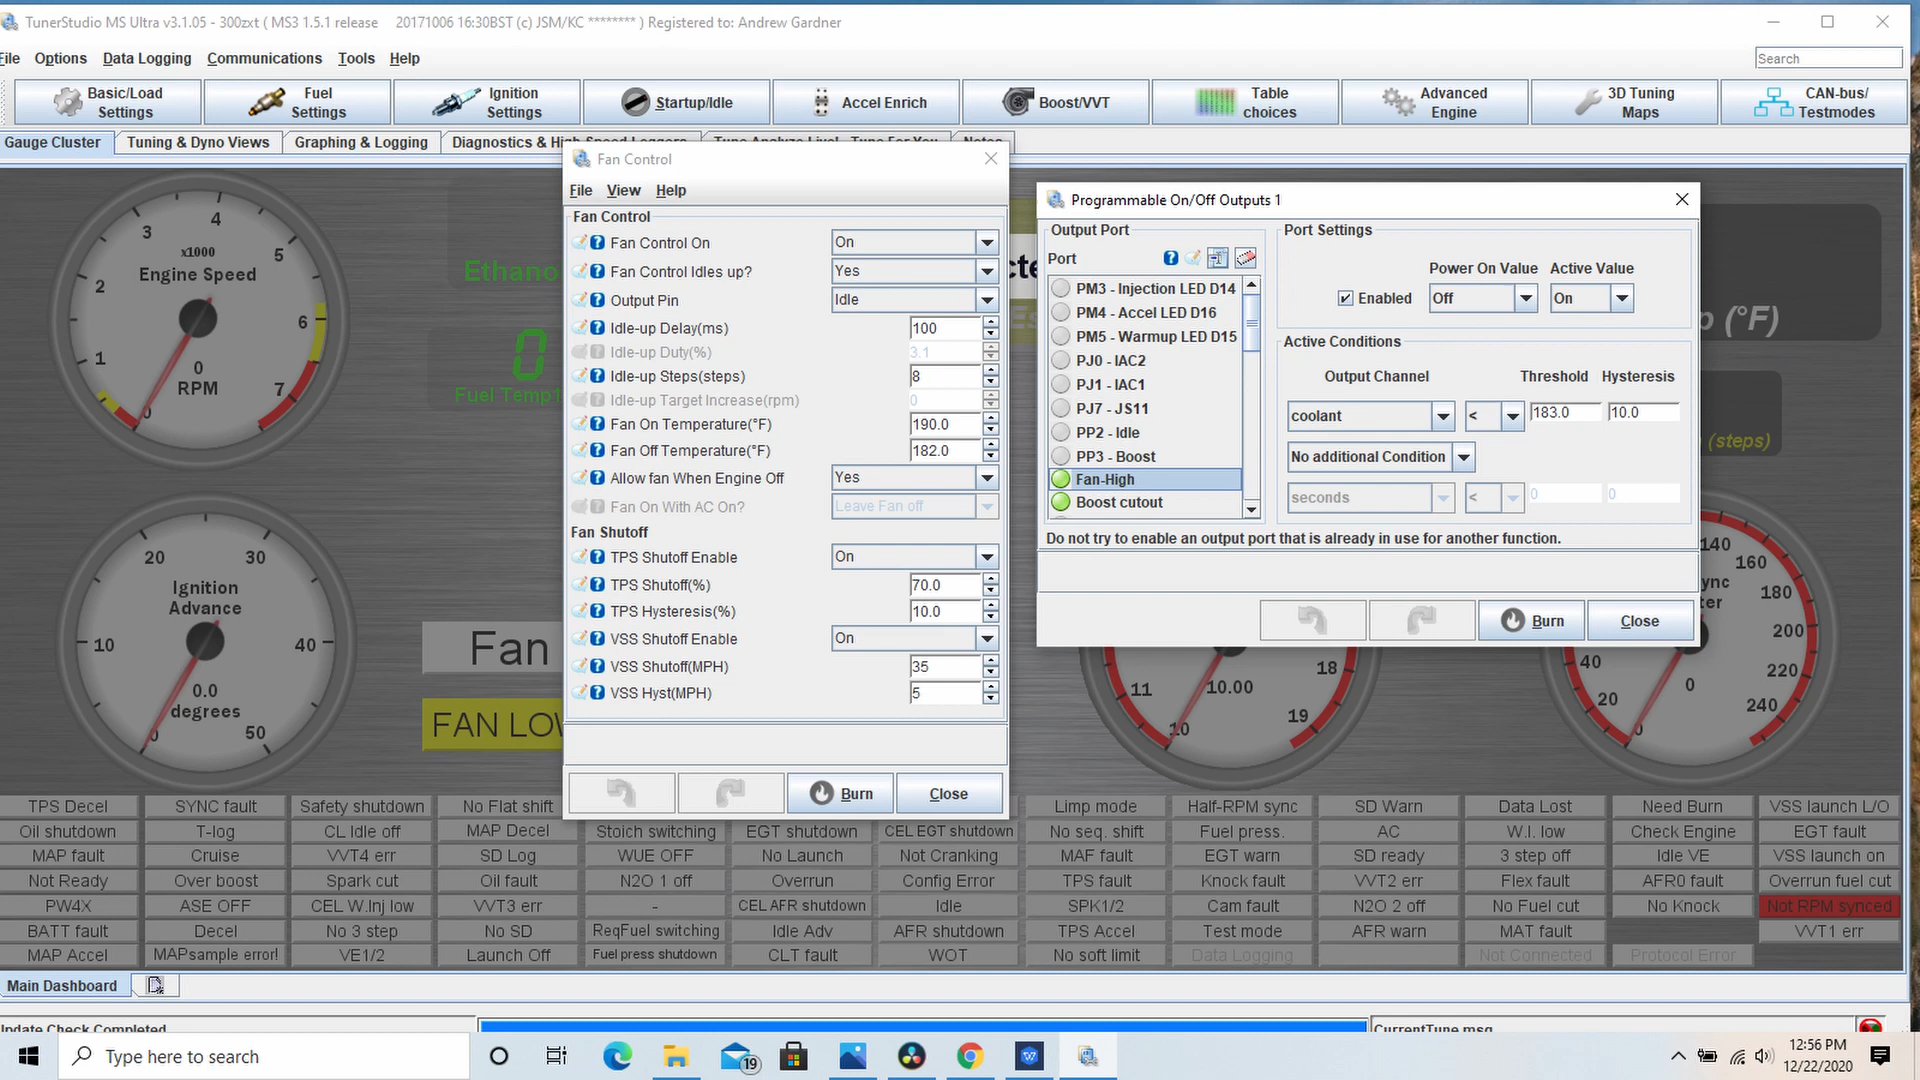 TunerStudio MS Ultra v3.1.05 - 300zxt ( MS3 1.5.1 release    20171006 16:30BST (c) JSM/KC ******** ) Registered to: Andrew Gardner
File Options Data Logging Communications Tools Help
Search
Basic/Load Settings
Fuel Settings
Ignition Settings
Startup/Idle
Accel Enrich
Boost/VVT
Table choices
Advanced Engine
3D Tuning Maps
CAN-bus/ Testmodes
Gauge Cluster
Tuning & Dyno Views
Graphing & Logging
Diagnostics & High Speed Loggers
Tune Analyze Live! - Tune For You
Notes
Fan Control
File View Help
Fan Control
Fan Control On On
Fan Control Idles up? Yes
Output Pin Idle
Idle-up Delay(ms) 100
Idle-up Duty(%) 3.1
Idle-up Steps(steps) 8
Idle-up Target Increase(rpm) 0
Fan On Temperature(°F) 190.0
Fan Off Temperature(°F) 182.0
Allow fan When Engine Off Yes
Fan On With AC On? Leave Fan off
Fan Shutoff
TPS Shutoff Enable On
TPS Shutoff(%) 70.0
TPS Hysteresis(%) 10.0
VSS Shutoff Enable On
VSS Shutoff(MPH) 35
VSS Hyst(MPH) 5
Burn Close
Programmable On/Off Outputs 1
Output Port
Port
PM3 - Injection LED D14
PM4 - Accel LED D16
PM5 - Warmup LED D15
PJ0 - IAC2
PJ1 - IAC1
PJ7 - JS11
PP2 - Idle
PP3 - Boost
Fan-High
Boost cutout
Port Settings
Power On Value Active Value
Enabled Off On
Active Conditions
Output Channel Threshold Hysteresis
coolant < 183.0 10.0
No additional Condition
seconds < 0 0
Do not try to enable an output port that is already in use for another function.
Burn Close
0 1 2 3 4 5 6 7
x1000
Engine Speed
0
RPM
Ethano
0
Fuel Temp1
p (°F)
(steps)
0 10 20 30 40 50
Ignition
Advance
0.0
degrees
Fan
FAN LOW
10 11 18 19
10.00
0 20 40 140 160 180 200 220 240
0
TPS Decel SYNC fault Safety shutdown No Flat shift Limp mode Half-RPM sync SD Warn Data Lost Need Burn VSS launch L/O
Oil shutdown T-log CL Idle off MAP Decel Stoich switching EGT shutdown CEL EGT shutdown No seq. shift Fuel press. AC W.I. low Check Engine EGT fault
MAP fault Cruise VVT4 err SD Log WUE OFF No Launch Not Cranking MAF fault EGT warn SD ready 3 step off Idle VE VSS launch on
Not Ready Over boost Spark cut Oil fault N2O 1 off Overrun Config Error TPS fault Knock fault VVT2 err Flex fault AFR0 fault Overrun fuel cut
PW4X ASE OFF CEL W.Inj low VVT3 err - CEL AFR shutdown Idle SPK1/2 Cam fault N2O 2 off No Fuel cut No Knock Not RPM synced
BATT fault Decel No 3 step No SD ReqFuel switching Idle Adv AFR shutdown TPS Accel Test mode AFR warn MAT fault VVT1 err
MAP Accel MAPsample error! VE1/2 Launch Off Fuel press shutdown CLT fault WOT No soft limit Data Logging Not Connected Protocol Error
Main Dashboard
Update Check Completed
CurrentTune.msq
Type here to search
19
12:56 PM
12/22/2020